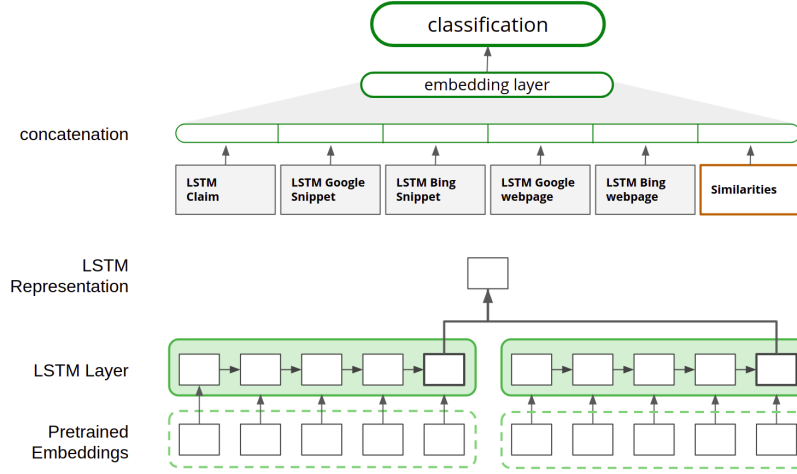 classification
embedding layer
concatenation
LSTM
Claim
LSTM Google
Snippet
LSTM Bing
Snippet
LSTM Google
webpage
LSTM Bing
webpage
Similarities
LSTM
Representation
LSTM Layer
Pretrained
Embeddings